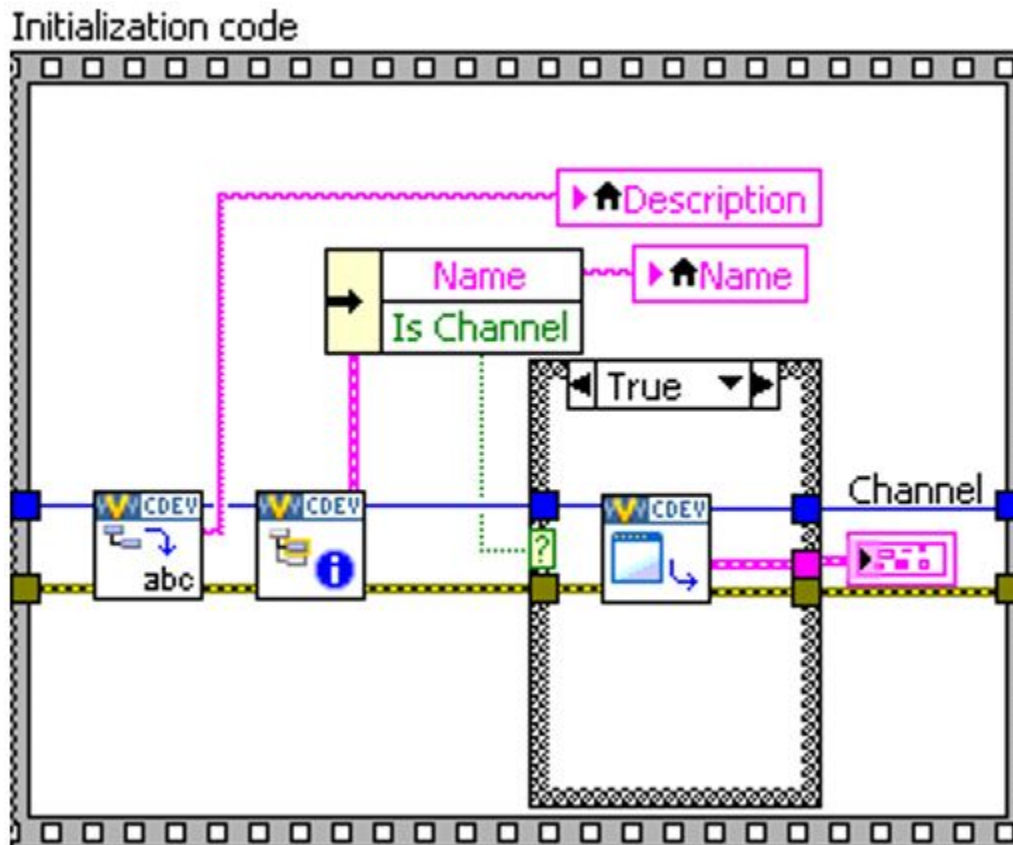 Initialization code
Description
Name
Name
Is Channel
True
CDEV
CDEV
CDEV
Channel
abc
i
?